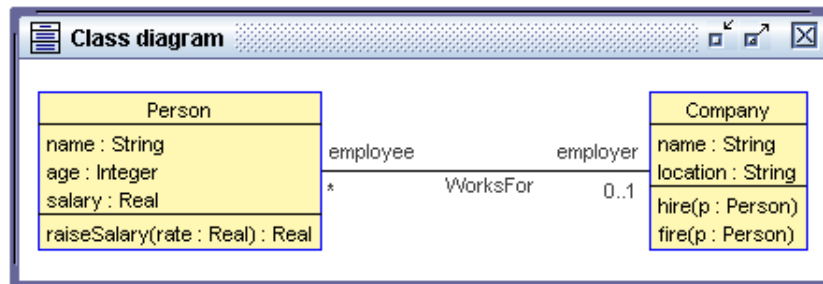 Class diagram
Person
name : String
age : Integer
salary : Real
raiseSalary(rate : Real) : Real
employee
*
WorksFor
employer
0..1
Company
name : String
location : String
hire(p : Person)
fire(p : Person)